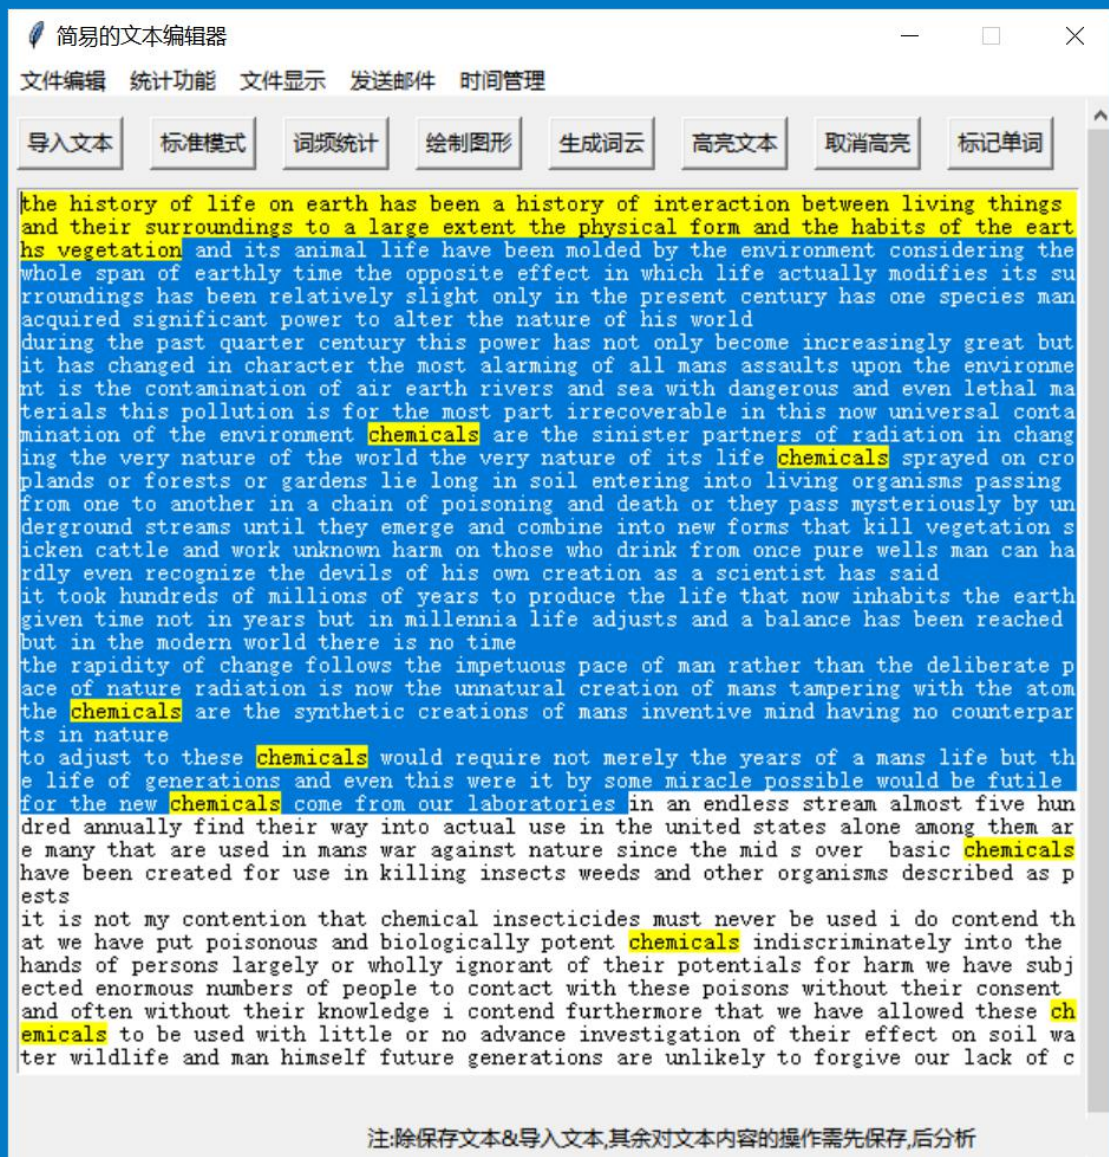 简易的文本编辑器
文件编辑 统计功能 文件显示 发送邮件 时间管理
导入文本 标准模式 词频统计 绘制图形 生成词云 高亮文本 取消高亮 标记单词
the history of life on earth has been a history of interaction between living things
and their surroundings to a large extent the physical form and the habits of the eart
hs vegetation and its animal life have been molded by the environment considering the
whole span of earthly time the opposite effect in which life actually modifies its su
rroundings has been relatively slight only in the present century has one species man
acquired significant power to alter the nature of his world
during the past quarter century this power has not only become increasingly great but
it has changed in character the most alarming of all mans assaults upon the environme
nt is the contamination of air earth rivers and sea with dangerous and even lethal ma
terials this pollution is for the most part irrecoverable in this now universal conta
mination of the environment chemicals are the sinister partners of radiation in chang
ing the very nature of the world the very nature of its life chemicals sprayed on cro
plands or forests or gardens lie long in soil entering into living organisms passing
from one to another in a chain of poisoning and death or they pass mysteriously by un
derground streams until they emerge and combine into new forms that kill vegetation s
icken cattle and work unknown harm on those who drink from once pure wells man can ha
rdly even recognize the devils of his own creation as a scientist has said
it took hundreds of millions of years to produce the life that now inhabits the earth
given time not in years but in millennia life adjusts and a balance has been reached
but in the modern world there is no time
the rapidity of change follows the impetuous pace of man rather than the deliberate p
ace of nature radiation is now the unnatural creation of mans tampering with the atom
the chemicals are the synthetic creations of mans inventive mind having no counterpar
ts in nature
to adjust to these chemicals would require not merely the years of a mans life but th
e life of generations and even this were it by some miracle possible would be futile
for the new chemicals come from our laboratories in an endless stream almost five hun
dred annually find their way into actual use in the united states alone among them ar
e many that are used in mans war against nature since the mid s over  basic chemicals
have been created for use in killing insects weeds and other organisms described as p
ests
it is not my contention that chemical insecticides must never be used i do contend th
at we have put poisonous and biologically potent chemicals indiscriminately into the
hands of persons largely or wholly ignorant of their potentials for harm we have subj
ected enormous numbers of people to contact with these poisons without their consent
and often without their knowledge i contend furthermore that we have allowed these ch
emicals to be used with little or no advance investigation of their effect on soil wa
ter wildlife and man himself future generations are unlikely to forgive our lack of c
注:除保存文本&导入文本,其余对文本内容的操作需先保存,后分析